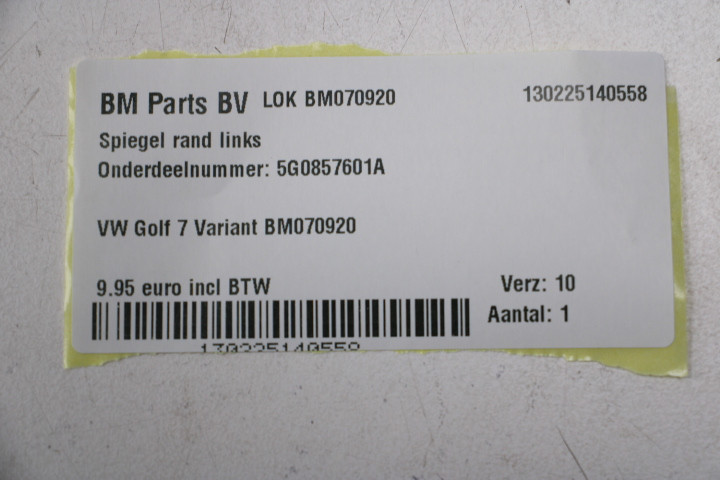 BM Parts BV LOK BM070920 130225140558
Spiegel rand links
Onderdeelnummer: 5G0857601A
VW Golf 7 Variant BM070920
9.95 euro incl BTW Verz: 10
Aantal: 1
130225140558